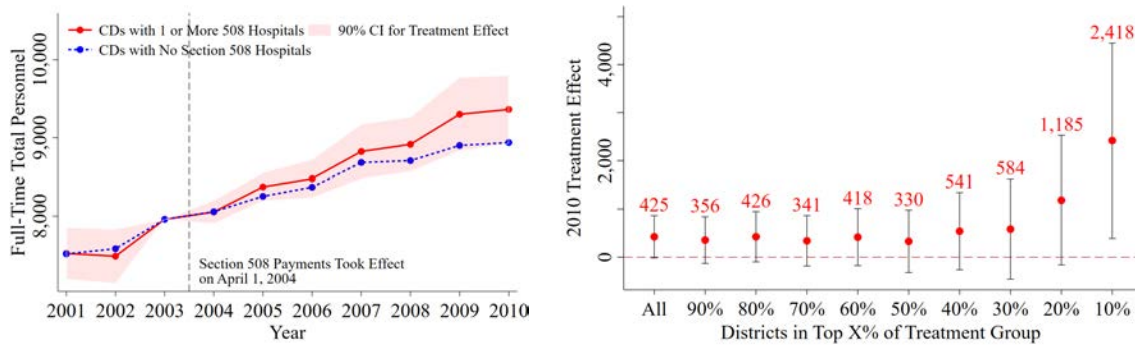 CDs with 1 or More 508 Hospitals
90% CI for Treatment Effect
CDs with No Section 508 Hospitals
Full-Time Total Personnel
10,000
9,000
8,000
Section 508 Payments Took Effect
on April 1, 2004
2001 2002 2003 2004 2005 2006 2007 2008 2009 2010
Year
2010 Treatment Effect
4,000
2,000
0
425 356 426 341 418 330 541 584 1,185 2,418
All 90% 80% 70% 60% 50% 40% 30% 20% 10%
Districts in Top X% of Treatment Group